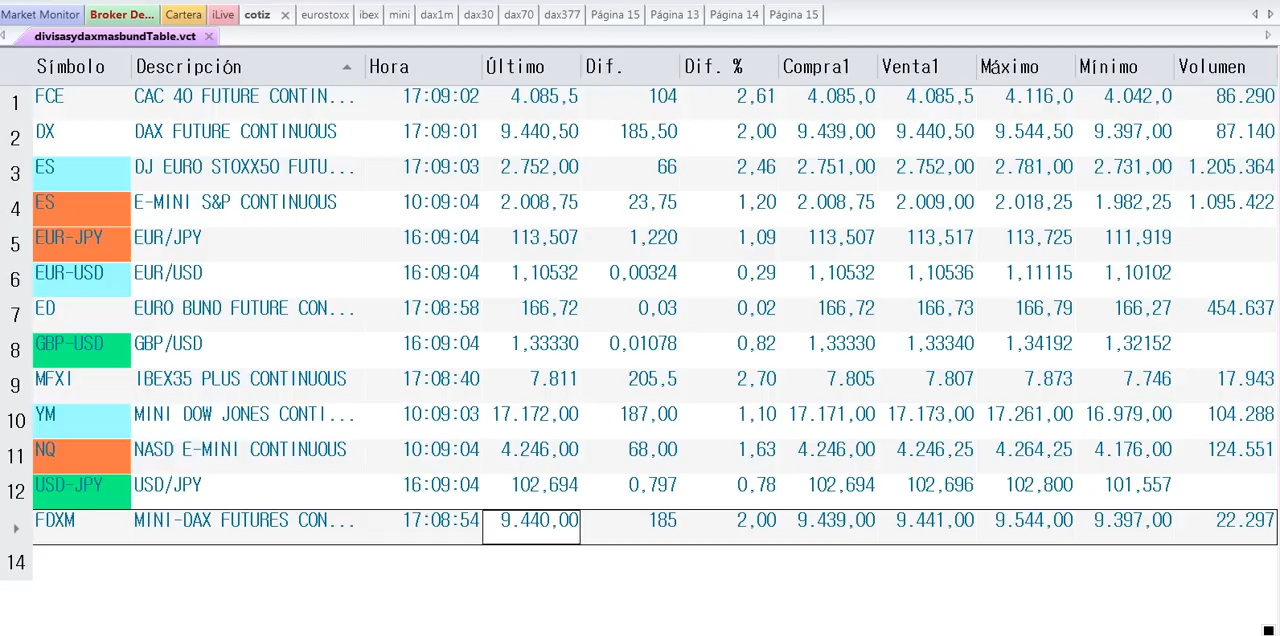 Market Monitor Broker De... Cartera iLive cotiz eurostoxx ibex mini dax1m dax30 dax70 dax377 Página 15 Página 13 Página 14 Página 15
divisasydaxmasbundTable.vct
Símbolo Descripción Hora Último Dif. Dif. % Compra1 Venta1 Máximo Mínimo Volumen
1 FCE CAC 40 FUTURE CONTIN... 17:09:02 4.085,5 104 2,61 4.085,0 4.085,5 4.116,0 4.042,0 86.290
2 DX DAX FUTURE CONTINUOUS 17:09:01 9.440,50 185,50 2,00 9.439,00 9.440,50 9.544,50 9.397,00 87.140
3 ES DJ EURO STOXX50 FUTU... 17:09:03 2.752,00 66 2,46 2.751,00 2.752,00 2.781,00 2.731,00 1.205.364
4 ES E-MINI S&P CONTINUOUS 10:09:04 2.008,75 23,75 1,20 2.008,75 2.009,00 2.018,25 1.982,25 1.095.422
5 EUR-JPY EUR/JPY 16:09:04 113,507 1,220 1,09 113,507 113,517 113,725 111,919
6 EUR-USD EUR/USD 16:09:04 1,10532 0,00324 0,29 1,10532 1,10536 1,11115 1,10102
7 ED EURO BUND FUTURE CON... 17:08:58 166,72 0,03 0,02 166,72 166,73 166,79 166,27 454.637
8 GBP-USD GBP/USD 16:09:04 1,33330 0,01078 0,82 1,33330 1,33340 1,34192 1,32152
9 MFXI IBEX35 PLUS CONTINUOUS 17:08:40 7.811 205,5 2,70 7.805 7.807 7.873 7.746 17.943
10 YM MINI DOW JONES CONTI... 10:09:03 17.172,00 187,00 1,10 17.171,00 17.173,00 17.261,00 16.979,00 104.288
11 NQ NASD E-MINI CONTINUOUS 10:09:04 4.246,00 68,00 1,63 4.246,00 4.246,25 4.264,25 4.176,00 124.551
12 USD-JPY USD/JPY 16:09:04 102,694 0,797 0,78 102,694 102,696 102,800 101,557
FDXM MINI-DAX FUTURES CON... 17:08:54 9.440,00 185 2,00 9.439,00 9.441,00 9.544,00 9.397,00 22.297
14